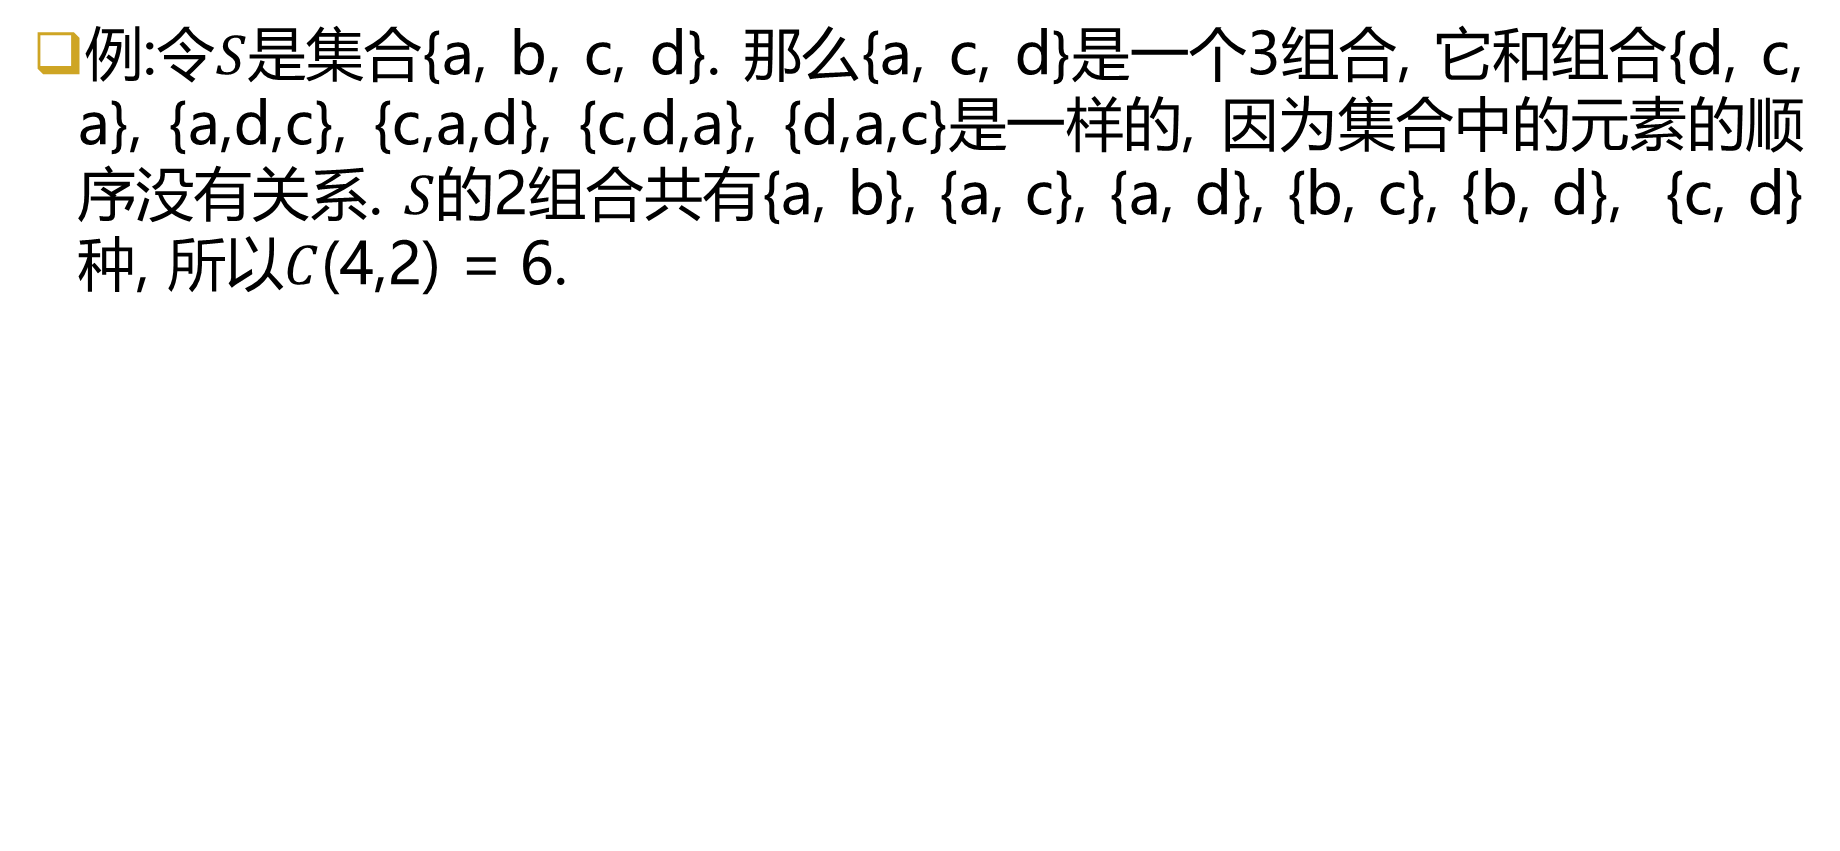 例:令S是集合{a, b, c, d}. 那么{a, c, d}是一个3组合, 它和组合{d, c,
a}, {a,d,c}, {c,a,d}, {c,d,a}, {d,a,c}是一样的, 因为集合中的元素的顺
序没有关系. S的2组合共有{a, b}, {a, c}, {a, d}, {b, c}, {b, d}, {c, d}
种, 所以C(4,2) = 6.